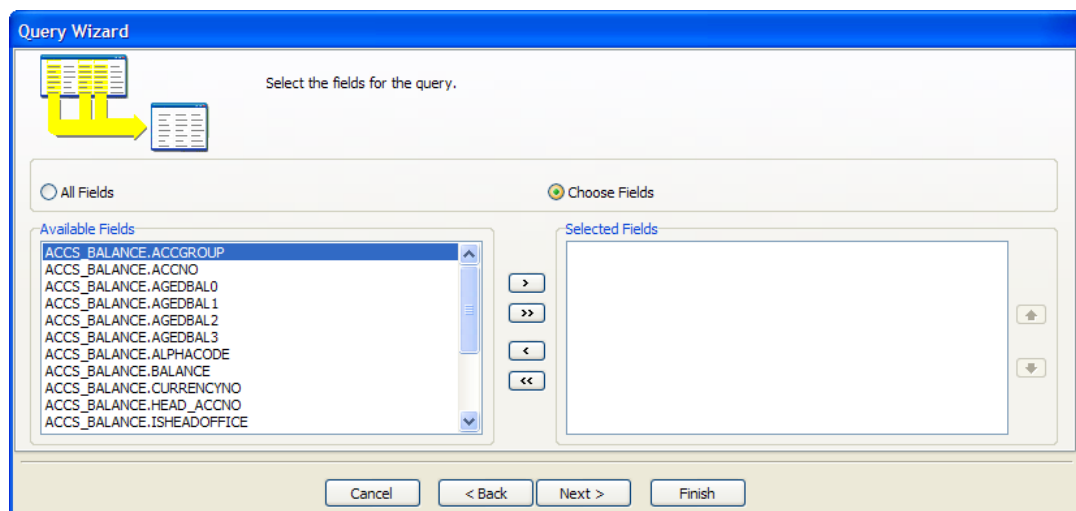 Query Wizard
Select the fields for the query.
All Fields
Choose Fields
Available Fields
ACCS_BALANCE.ACCGROUP
ACCS_BALANCE.ACCNO
ACCS_BALANCE.AGEDBAL0
ACCS_BALANCE.AGEDBAL1
ACCS_BALANCE.AGEDBAL2
ACCS_BALANCE.AGEDBAL3
ACCS_BALANCE.ALPHACODE
ACCS_BALANCE.BALANCE
ACCS_BALANCE.CURRENCYNO
ACCS_BALANCE.HEAD_ACCNO
ACCS_BALANCE.ISHEADOFFICE
>
>>
<
<<
Selected Fields
Cancel
< Back
Next >
Finish